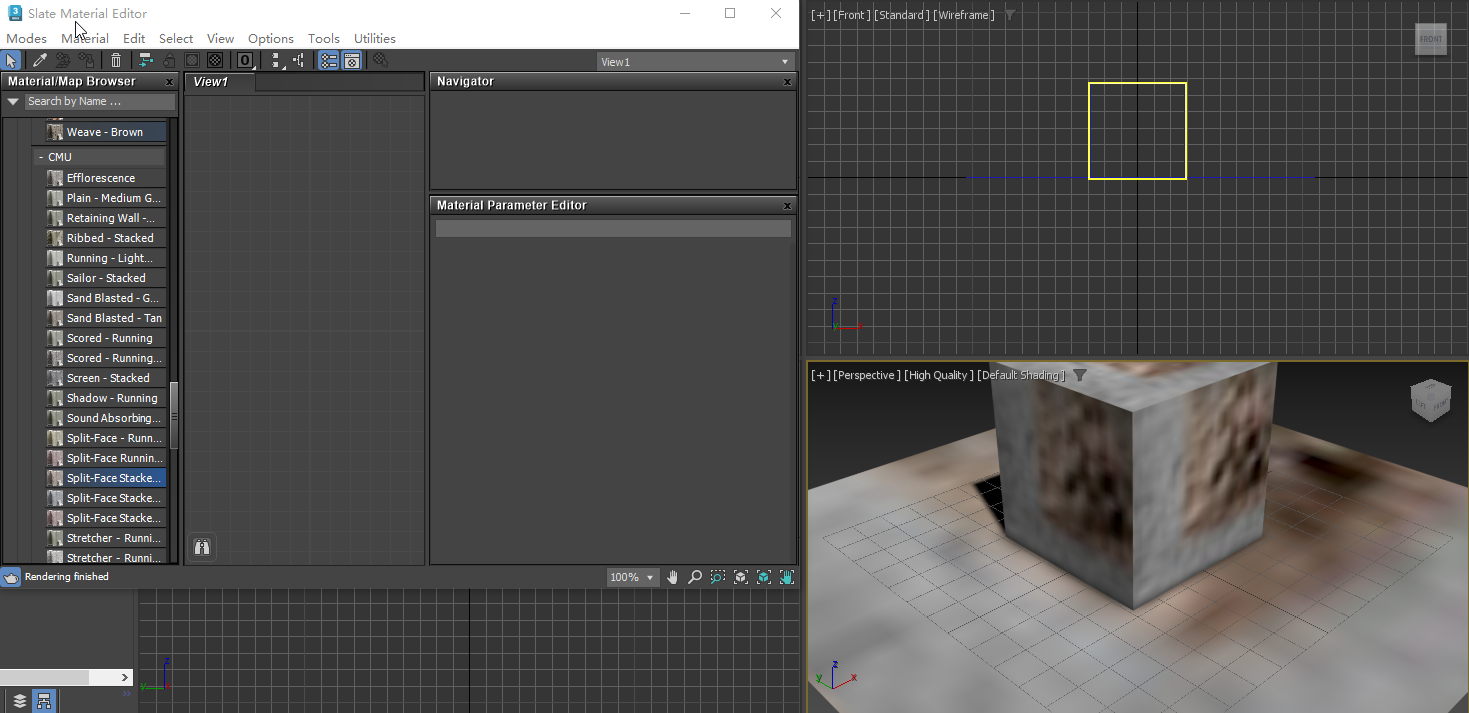 Slate Material Editor
Modes Material Edit Select View Options Tools Utilities
0
View1
Material/Map Browser x
Search by Name ...
Weave - Brown
- CMU
Efflorescence
Plain - Medium G...
Retaining Wall -...
Ribbed - Stacked
Running - Light...
Sailor - Stacked
Sand Blasted - G...
Sand Blasted - Tan
Scored - Running
Scored - Running...
Screen - Stacked
Shadow - Running
Sound Absorbing...
Split-Face - Runn...
Split-Face Runnin...
Split-Face Stacke...
Split-Face Stacke...
Split-Face Stacke...
Stretcher - Runni...
Stretcher - Runni...
View1
Navigator x
Material Parameter Editor x
Rendering finished
100%
z
y
[+] [Front] [Standard] [Wireframe]
FRONT
z
y
[+] [Perspective] [High Quality] [Default Shading]
LEFT FRONT
z
y
x